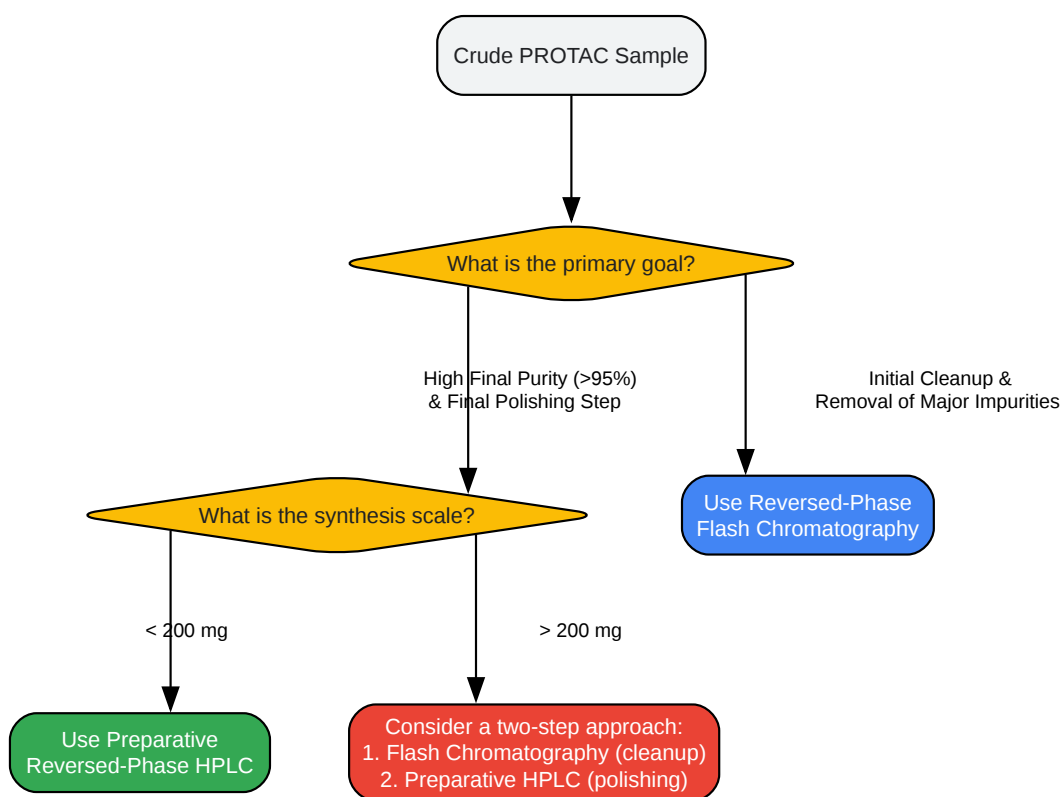 Crude PROTAC Sample
What is the primary goal?
High Final Purity (>95%)
& Final Polishing Step
Initial Cleanup &
Removal of Major Impurities
What is the synthesis scale?
Use Reversed-Phase
Flash Chromatography
< 200 mg
> 200 mg
Use Preparative
Reversed-Phase HPLC
Consider a two-step approach:
1. Flash Chromatography (cleanup)
2. Preparative HPLC (polishing)